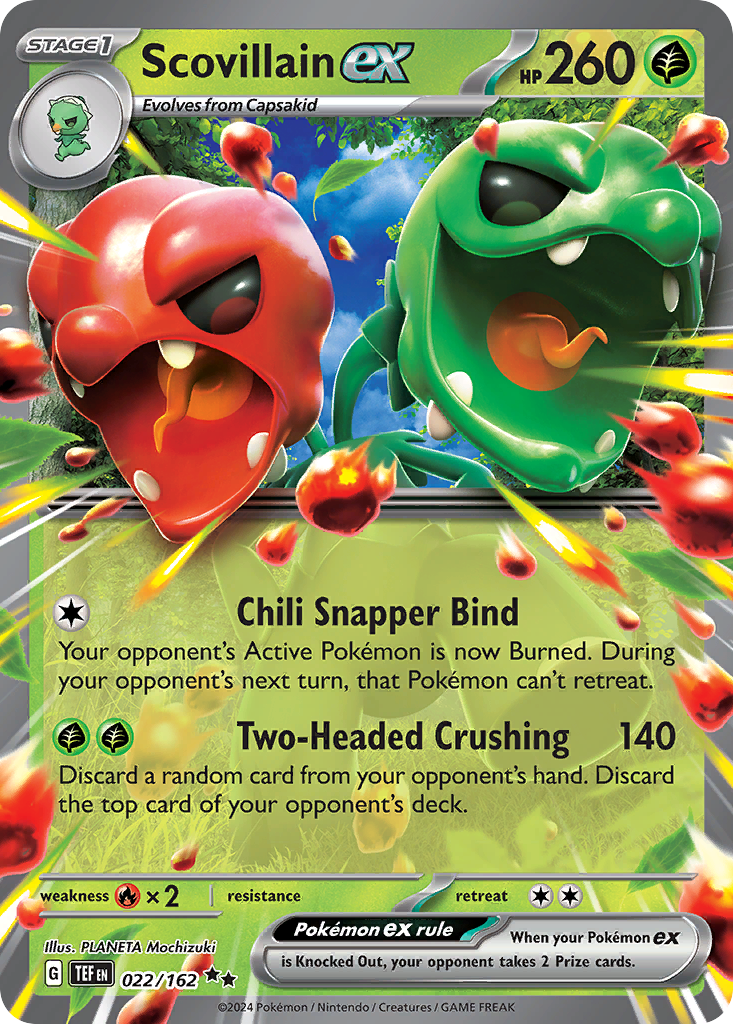 STAGE 1
Scovillain ex
HP 260
Evolves from Capsakid
Chili Snapper Bind
Your opponent's Active Pokémon is now Burned. During
your opponent's next turn, that Pokémon can't retreat.
Two-Headed Crushing 140
Discard a random card from your opponent's hand. Discard
the top card of your opponent's deck.
weakness ×2 resistance retreat
Illus. PLANETA Mochizuki
Pokémon ex rule
When your Pokémon ex
is Knocked Out, your opponent takes 2 Prize cards.
G TEF EN 022/162
©2024 Pokémon / Nintendo / Creatures / GAME FREAK